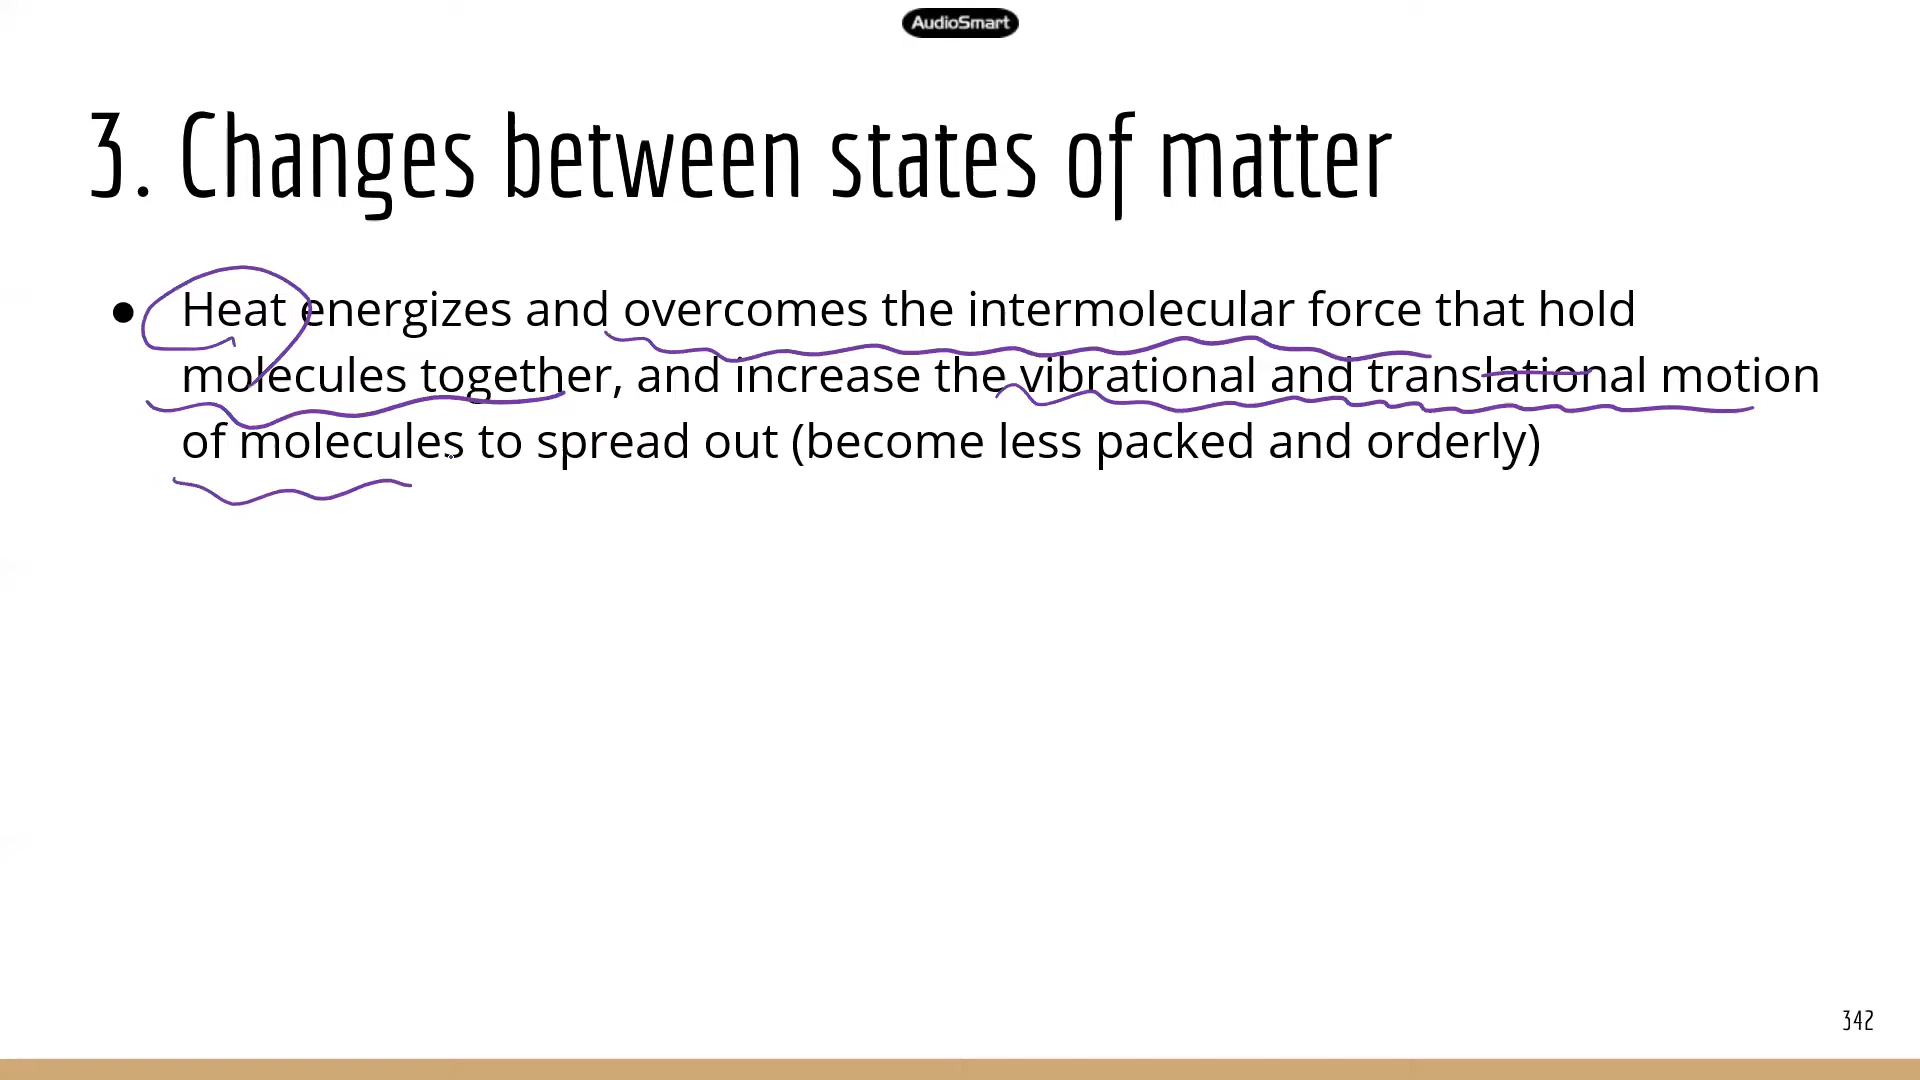 AudioSmart
3. Changes between states of matter
● Heat energizes and overcomes the intermolecular force that hold
molecules together, and increase the vibrational and translational motion
of molecules to spread out (become less packed and orderly)
342